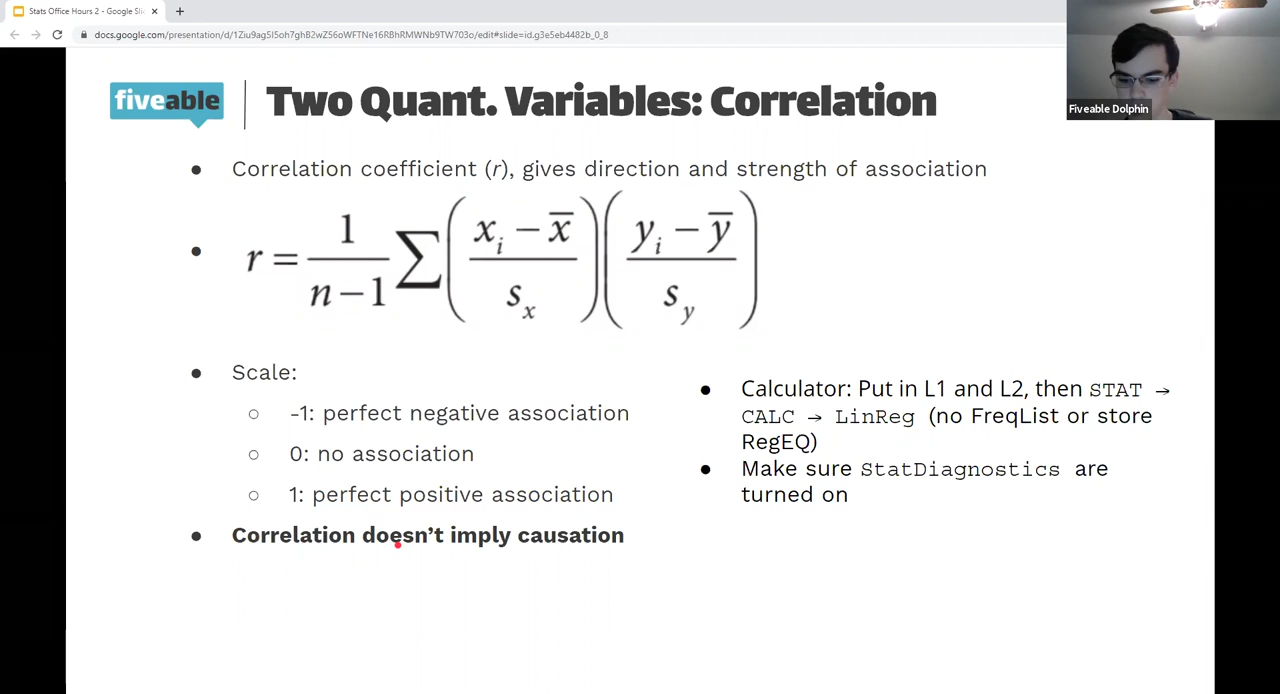 Stats Office Hours 2 - Google Slid
docs.google.com/presentation/d/1Ziu9ag5I5oh7ghB2wZ56oWFTNe16RBhRMWNb9TW703o/edit#slide=id.g3e5eb4482b_0_8
Fiveable Dolphin
fiveable
Two Quant. Variables: Correlation
Correlation coefficient (r), gives direction and strength of association
r = 1/(n−1) ∑ ((xᵢ − x̅)/sₓ) ((yᵢ − y̅)/s_y)
Scale:
-1: perfect negative association
0: no association
1: perfect positive association
Correlation doesn’t imply causation
Calculator: Put in L1 and L2, then STAT →
CALC → LinReg (no FreqList or store
RegEQ)
Make sure StatDiagnostics are
turned on